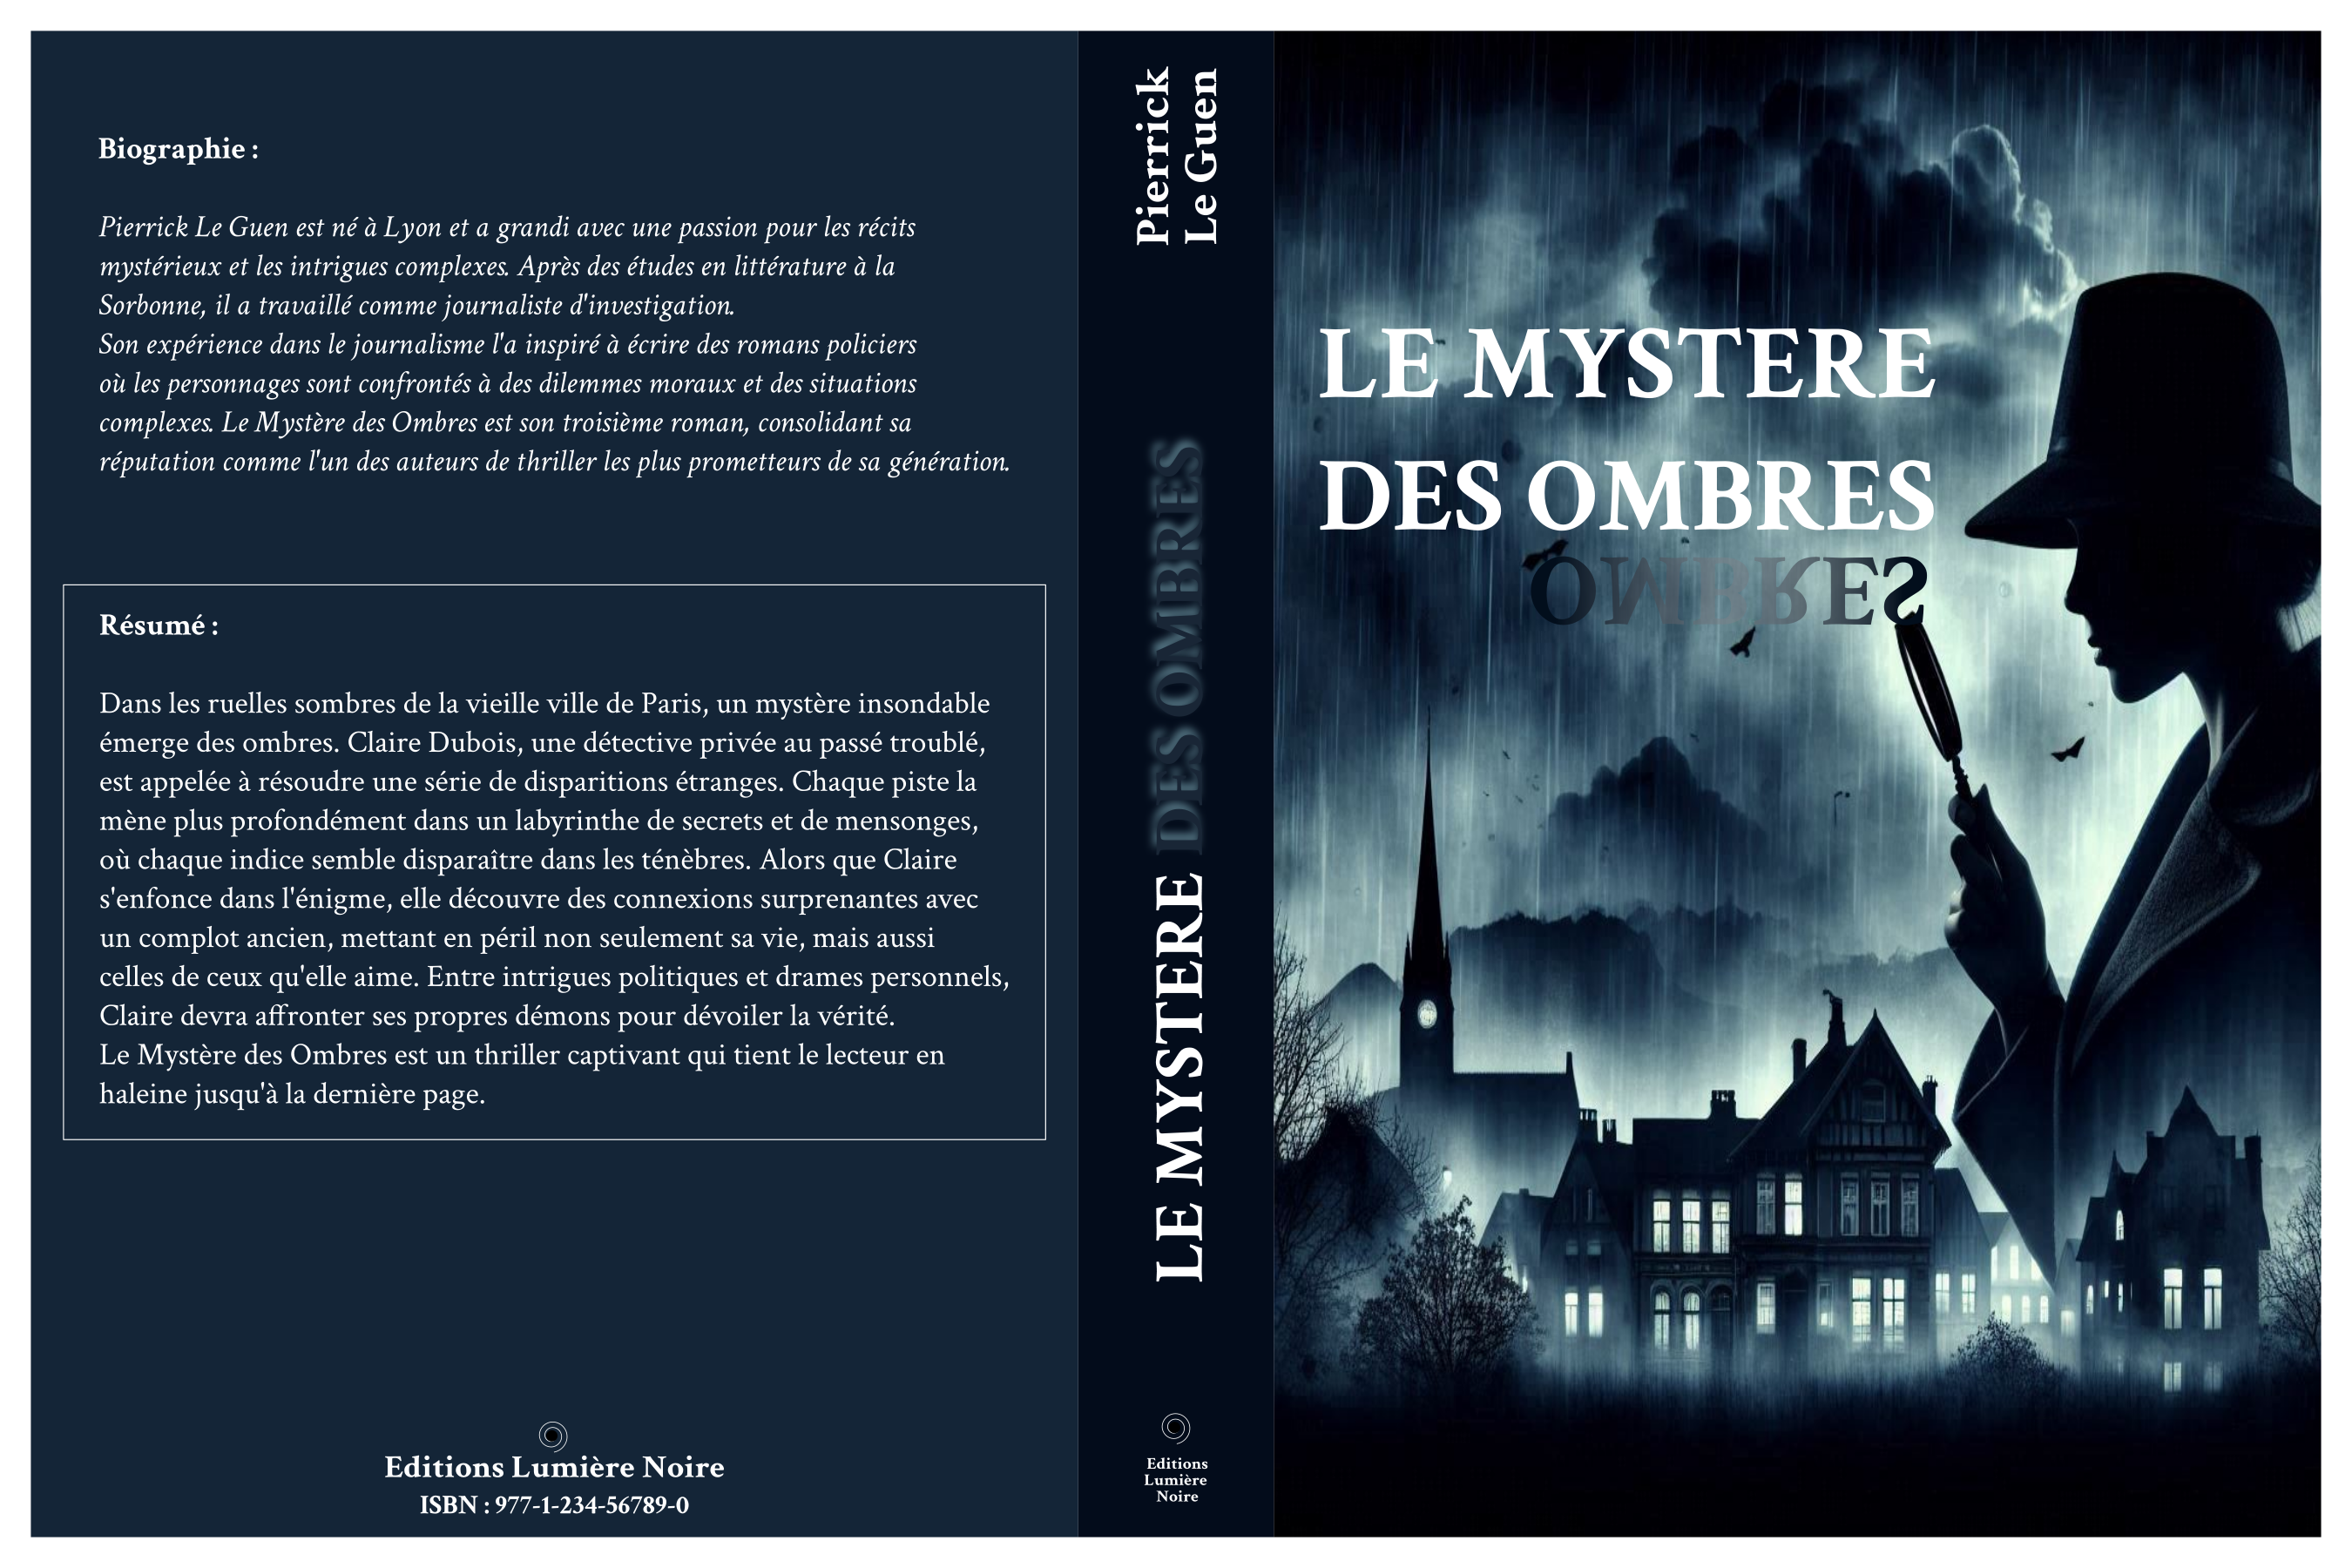 Biographie :
Pierrick Le Guen est né à Lyon et a grandi avec une passion pour les récits
mystérieux et les intrigues complexes. Après des études en littérature à la
Sorbonne, il a travaillé comme journaliste d'investigation.
Son expérience dans le journalisme l'a inspiré à écrire des romans policiers
où les personnages sont confrontés à des dilemmes moraux et des situations
complexes. Le Mystère des Ombres est son troisième roman, consolidant sa
réputation comme l'un des auteurs de thriller les plus prometteurs de sa génération.
Résumé :
Dans les ruelles sombres de la vieille ville de Paris, un mystère insondable
émerge des ombres. Claire Dubois, une détective privée au passé troublé,
est appelée à résoudre une série de disparitions étranges. Chaque piste la
mène plus profondément dans un labyrinthe de secrets et de mensonges,
où chaque indice semble disparaître dans les ténèbres. Alors que Claire
s'enfonce dans l'énigme, elle découvre des connexions surprenantes avec
un complot ancien, mettant en péril non seulement sa vie, mais aussi
celles de ceux qu'elle aime. Entre intrigues politiques et drames personnels,
Claire devra affronter ses propres démons pour dévoiler la vérité.
Le Mystère des Ombres est un thriller captivant qui tient le lecteur en
haleine jusqu'à la dernière page.
Editions Lumière Noire
ISBN : 977-1-234-56789-0
Pierrick
Le Guen
LE MYSTERE DES OMBRES
Editions
Lumière
Noire
LE MYSTERE
DES OMBRES
OMBRES